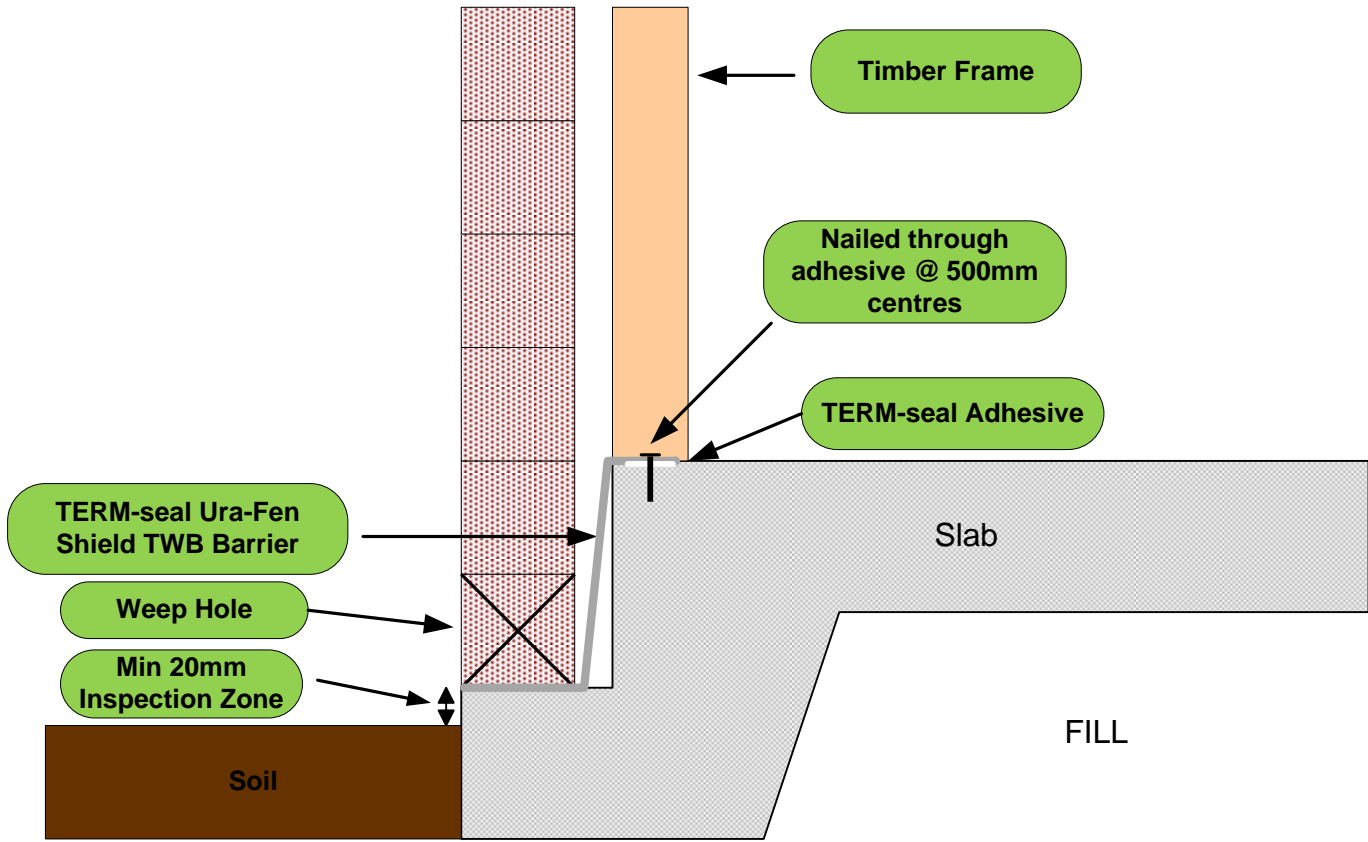 Timber Frame
Nailed through
adhesive @ 500mm
centres
TERM-seal Adhesive
TERM-seal Ura-Fen
Shield TWB Barrier
Slab
Weep Hole
Min 20mm
Inspection Zone
FILL
Soil